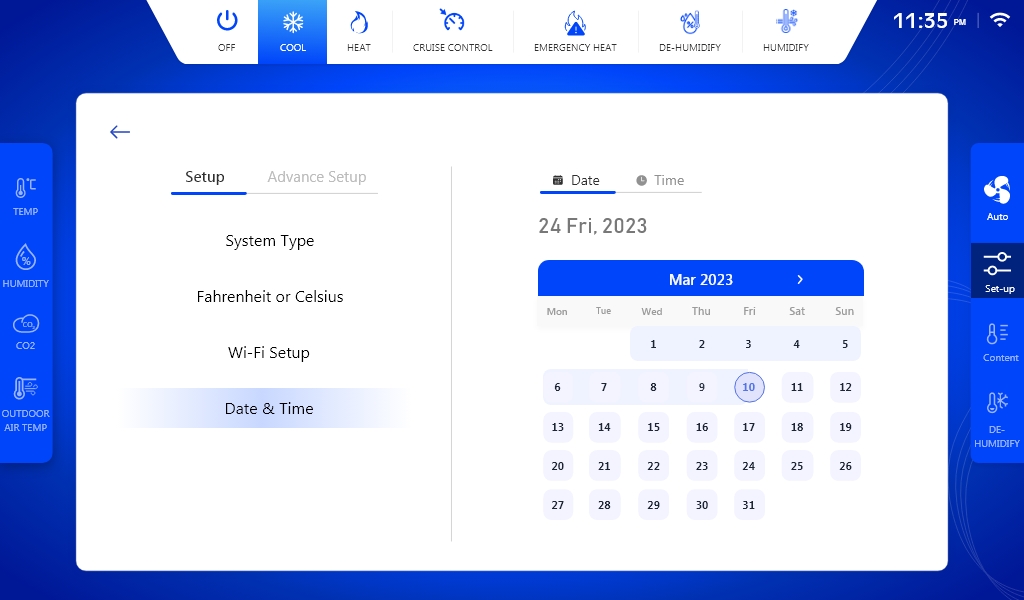 OFF
COOL
HEAT
CRUISE CONTROL
EMERGENCY HEAT
DE-HUMIDIFY
HUMIDIFY
11:35 PM
°C
TEMP
%
HUMIDITY
CO2
CO2
OUTDOOR
AIR TEMP
Setup
Advance Setup
System Type
Fahrenheit or Celsius
Wi-Fi Setup
Date & Time
Date
Time
24 Fri, 2023
Mar 2023 >
Mon Tue Wed Thu Fri Sat Sun
1 2 3 4 5
6 7 8 9 10 11 12
13 14 15 16 17 18 19
20 21 22 23 24 25 26
27 28 29 30 31
Auto
Set-up
Content
DE-
HUMIDIFY